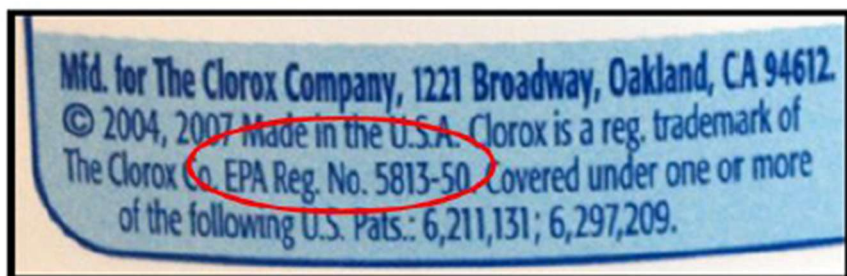 Mfd. for The Clorox Company, 1221 Broadway, Oakland, CA 94612.
© 2004, 2007 Made in the U.S.A. Clorox is a reg. trademark of
The Clorox Co. EPA Reg. No. 5813-50. Covered under one or more
of the following U.S. Pats.: 6,211,131; 6,297,209.